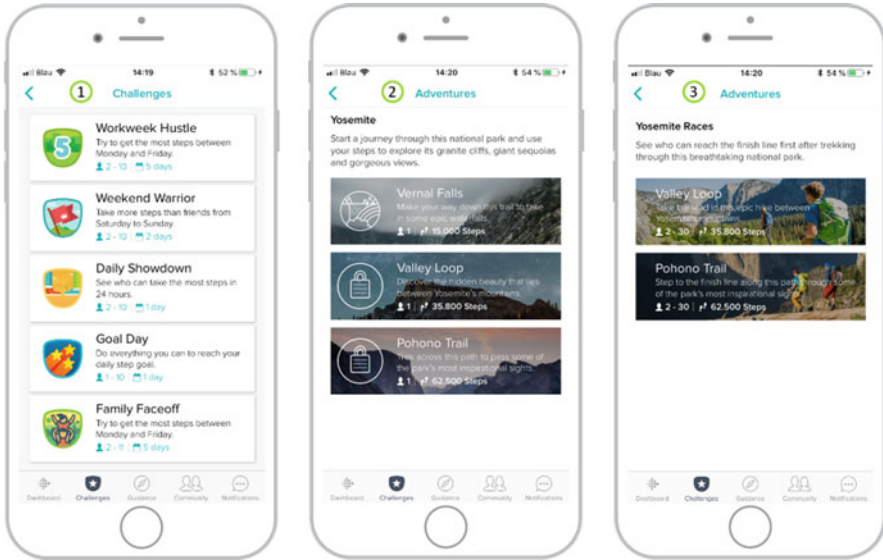 Blau
14:19
52 %
1
Challenges
Workweek Hustle
Try to get the most steps between
Monday and Friday.
2 - 10 | 5 days
Weekend Warrior
Take more steps than friends from
Saturday to Sunday.
2 - 10 | 2 days
Daily Showdown
See who can take the most steps in
24 hours.
2 - 10 | 1 day
Goal Day
Do everything you can to reach your
daily step goal.
1 - 10 | 1 day
Family Faceoff
Try to get the most steps between
Monday and Friday.
2 - 11 | 5 days
Dashboard
Challenges
Guidance
Community
Notifications
Blau
14:20
54 %
2
Adventures
Yosemite
Start a journey through this national park and use
your steps to explore its granite cliffs, giant sequoias
and gorgeous views.
Vernal Falls
Make your way down this trail to take
in some epic waterfalls.
1 | 15.000 Steps
Valley Loop
Discover the hidden beauty that lies
between Yosemite's mountains.
1 | 35.800 Steps
Pohono Trail
Trek across this path to pass some of
the park's most inspirational sights.
1 | 62.500 Steps
Dashboard
Challenges
Guidance
Community
Notifications
Blau
14:20
54 %
3
Adventures
Yosemite Races
See who can reach the finish line first after trekking
through this breathtaking national park.
Valley Loop
Take the lead in this epic hike between
Yosemite's mountains.
2 - 30 | 35.800 Steps
Pohono Trail
Step to the finish line along this path through some
of the park's most inspirational sights.
2 - 30 | 62.500 Steps
Dashboard
Challenges
Guidance
Community
Notifications